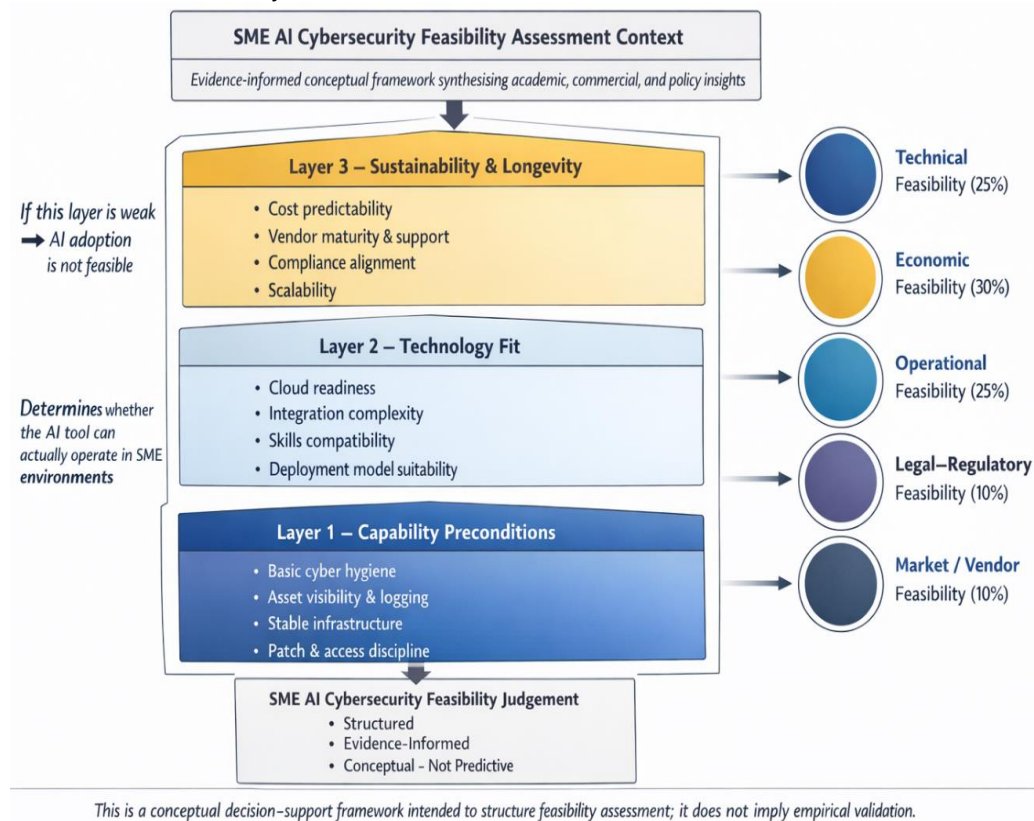 SME AI Cybersecurity Feasibility Assessment Context
Evidence-informed conceptual framework synthesising academic, commercial, and policy insights
Layer 3 – Sustainability & Longevity
• Cost predictability
• Vendor maturity & support
• Compliance alignment
• Scalability
If this layer is weak
➡ AI adoption
is not feasible
Layer 2 – Technology Fit
• Cloud readiness
• Integration complexity
• Skills compatibility
• Deployment model suitability
Determines whether
the AI tool can
actually operate in SME
environments
Layer 1 – Capability Preconditions
• Basic cyber hygiene
• Asset visibility & logging
• Stable infrastructure
• Patch & access discipline
Technical
Feasibility (25%)
Economic
Feasibility (30%)
Operational
Feasibility (25%)
Legal–Regulatory
Feasibility (10%)
Market / Vendor
Feasibility (10%)
SME AI Cybersecurity Feasibility Judgement
• Structured
• Evidence-Informed
• Conceptual - Not Predictive
This is a conceptual decision–support framework intended to structure feasibility assessment; it does not imply empirical validation.